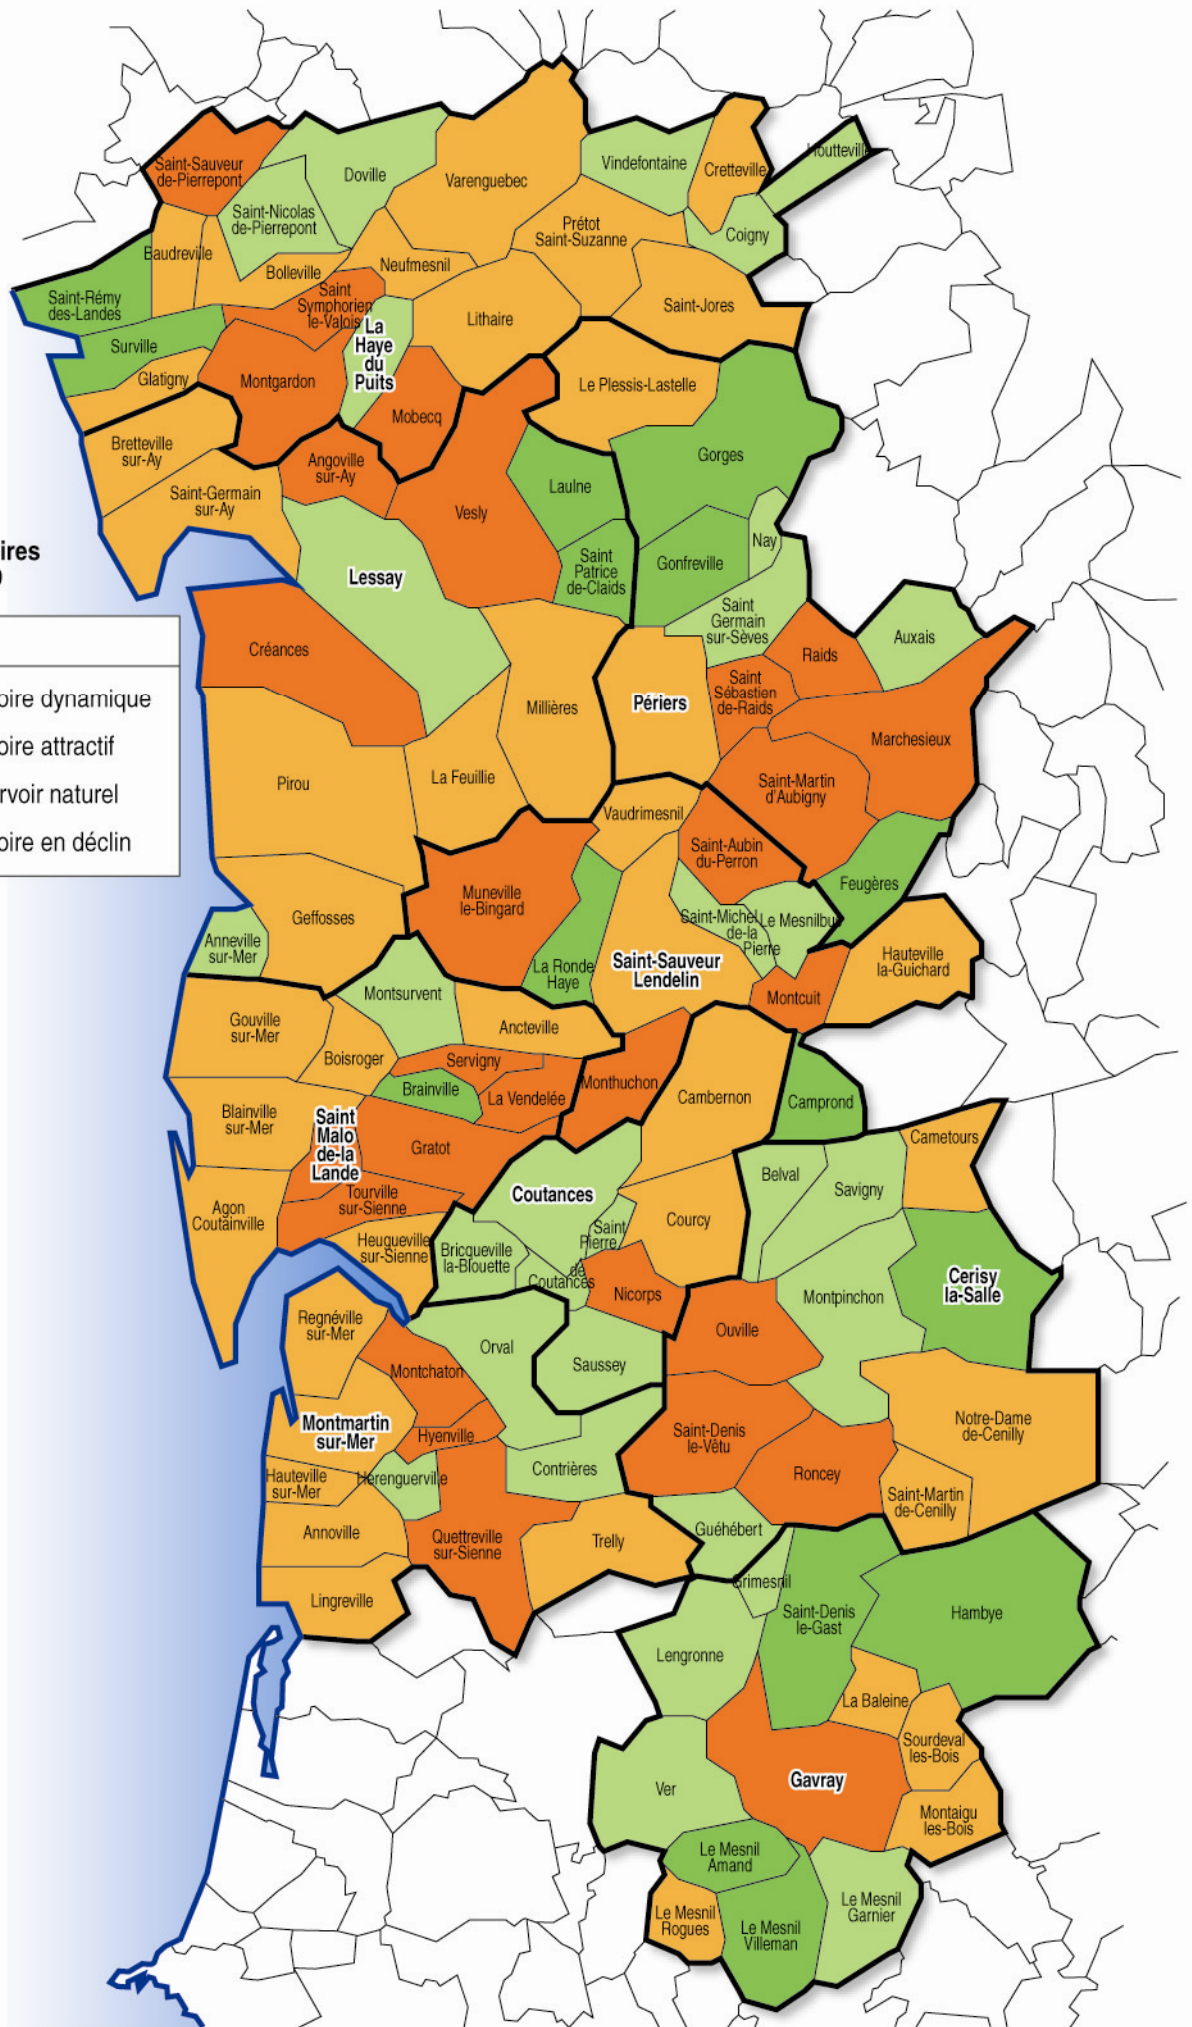 Houtteville
Saint-Sauveur
de-Pierrepont
Doville
Vindefontaine
Cretteville
Varenguebec
Saint-Nicolas
de-Pierrepont
Prétot
Saint-Suzanne
Coigny
Baudreville
Bolleville
Neufmesnil
Saint-Rémy
des-Landes
Saint
Symphorien
le-Valois
Lithaire
Saint-Jores
Surville
La
Haye
du
Puits
Glatigny
Montgardon
Le Plessis-Lastelle
Mobecq
Bretteville
sur-Ay
Angoville
sur-Ay
Gorges
Laulne
Saint-Germain
sur-Ay
Vesly
Nay
ires
)
Lessay
Saint
Patrice
de-Claids
Gonfreville
Saint
Germain
sur-Sèves
Auxais
Créances
Raids
Saint
Sébastien
de-Raids
oire dynamique
Millières
Périers
Marchesieux
oire attractif
Pirou
La Feuillie
Saint-Martin
d'Aubigny
rvoir naturel
Vaudrimesnil
oire en déclin
Saint-Aubin
du-Perron
Feugères
Muneville
le-Bingard
Geffosses
Saint-Michel
de-la
Pierre
Le Mesnilbus
Anneville
sur-Mer
Hauteville
la-Guichard
La Ronde
Haye
Saint-Sauveur
Lendelin
Montsurvent
Montcuit
Gouville
sur-Mer
Ancteville
Boisroger
Servigny
Brainville
La Vendelée
Monthuchon
Cambernon
Camprond
Blainville
sur-Mer
Saint
Malo
de-la
Lande
Gratot
Cametours
Belval
Savigny
Coutances
Tourville
sur-Sienne
Agon
Coutainville
Courcy
Heugueville
sur-Sienne
Bricqueville
la-Blouette
Saint
Pierre
de
Coutances
Cerisy
la-Salle
Nicorps
Montpinchon
Regnéville
sur-Mer
Ouville
Orval
Saussey
Montchaton
Montmartin
sur-Mer
Hyenville
Saint-Denis
le-Vêtu
Notre-Dame
de-Cenilly
Hauteville
sur-Mer
Herenguerville
Contrières
Roncey
Saint-Martin
de-Cenilly
Annoville
Quettreville
sur-Sienne
Trelly
Guéhébert
Grimesnil
Lingreville
Saint-Denis
le-Gast
Hambye
Lengronne
La Baleine
Sourdeval
les-Bois
Ver
Gavray
Montaigu
les-Bois
Le Mesnil
Amand
Le Mesnil
Garnier
Le Mesnil
Rogues
Le Mesnil
Villeman